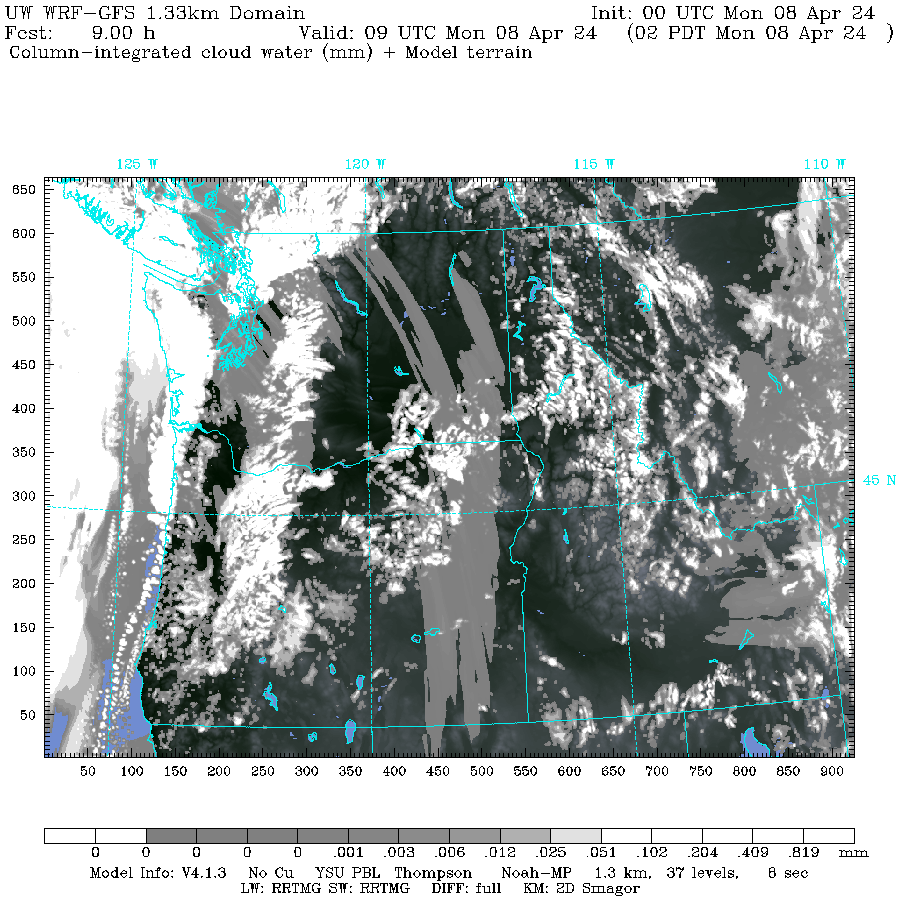 UW WRF-GFS 1.33km Domain Init: 00 UTC Mon 08 Apr 24
Fcst: 9.00 h Valid: 09 UTC Mon 08 Apr 24 (02 PDT Mon 08 Apr 24 )
Column-integrated cloud water (mm) + Model terrain
125 W 120 W 115 W 110 W
650
600
550
500
450
400
350
45 N
300
250
200
150
100
50
50 100 150 200 250 300 350 400 450 500 550 600 650 700 750 800 850 900
0 0 0 0 0 .001 .003 .006 .012 .025 .051 .102 .204 .409 .819 mm
Model Info: V4.1.3 No Cu YSU PBL Thompson Noah-MP 1.3 km, 37 levels, 8 sec
LW: RRTMG SW: RRTMG DIFF: full KM: 2D Smagor